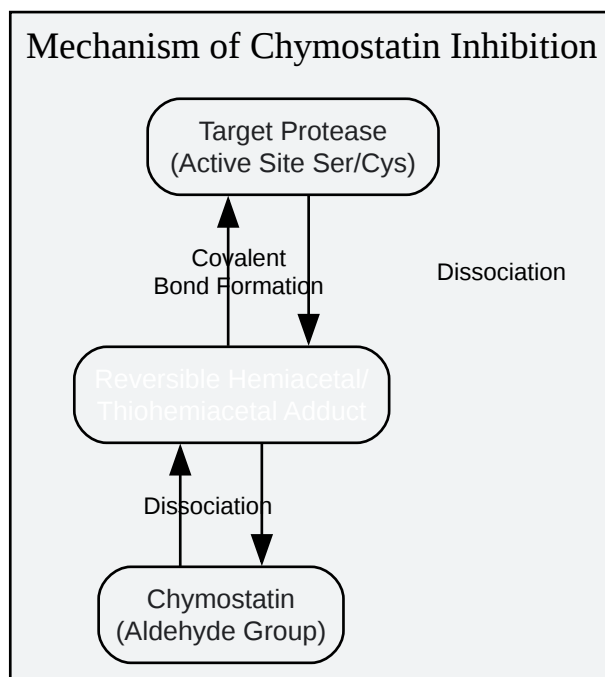 Mechanism of Chymostatin Inhibition
Target Protease
(Active Site Ser/Cys)
Covalent
Bond Formation
Dissociation
Reversible Hemiacetal/
Thiohemiacetal Adduct
Dissociation
Chymostatin
(Aldehyde Group)